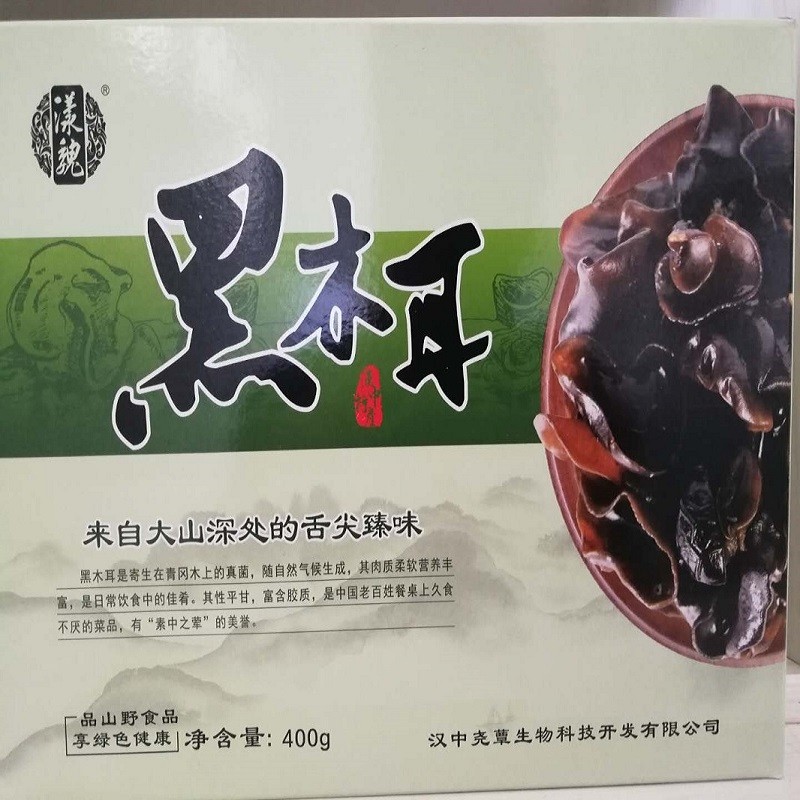 漾魏
®
黑木耳
来自大山深处的舌尖臻味
黑木耳是寄生在青冈木上的真菌，随自然气候生成，其肉质柔软营养丰
富，是日常饮食中的佳肴。其性平甘，富含胶质，是中国老百姓餐桌上久食
不厌的菜品，有“素中之荤”的美誉。
品山野食品
享绿色健康
净含量: 400g
汉中尧蕈生物科技开发有限公司